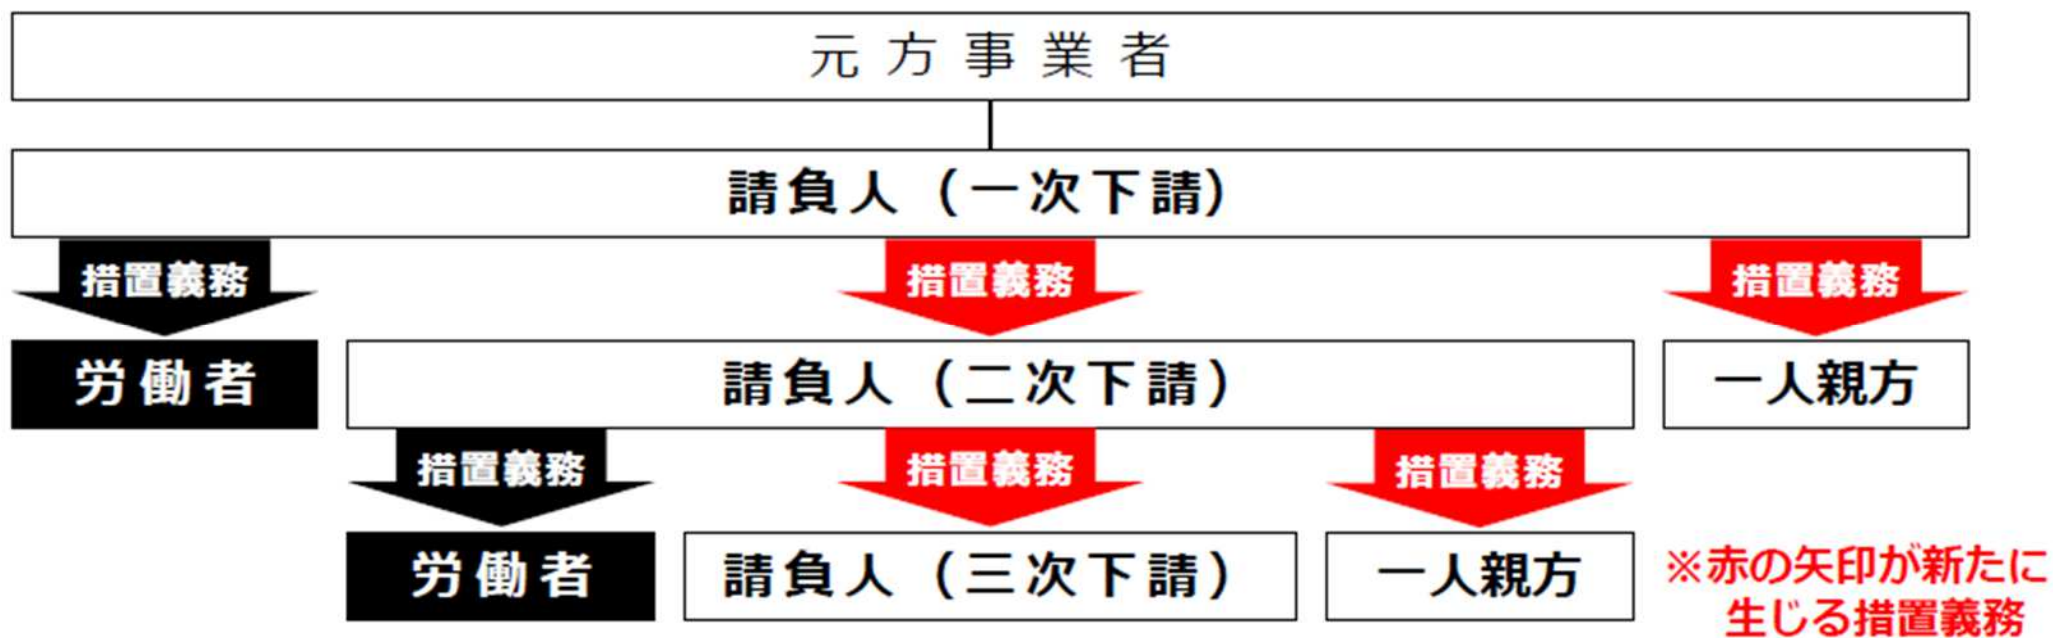 元方事業者
請負人（一次下請）
措置義務
措置義務
措置義務
労働者
請負人（二次下請）
一人親方
措置義務
措置義務
措置義務
労働者
請負人（三次下請）
一人親方
※赤の矢印が新たに
生じる措置義務